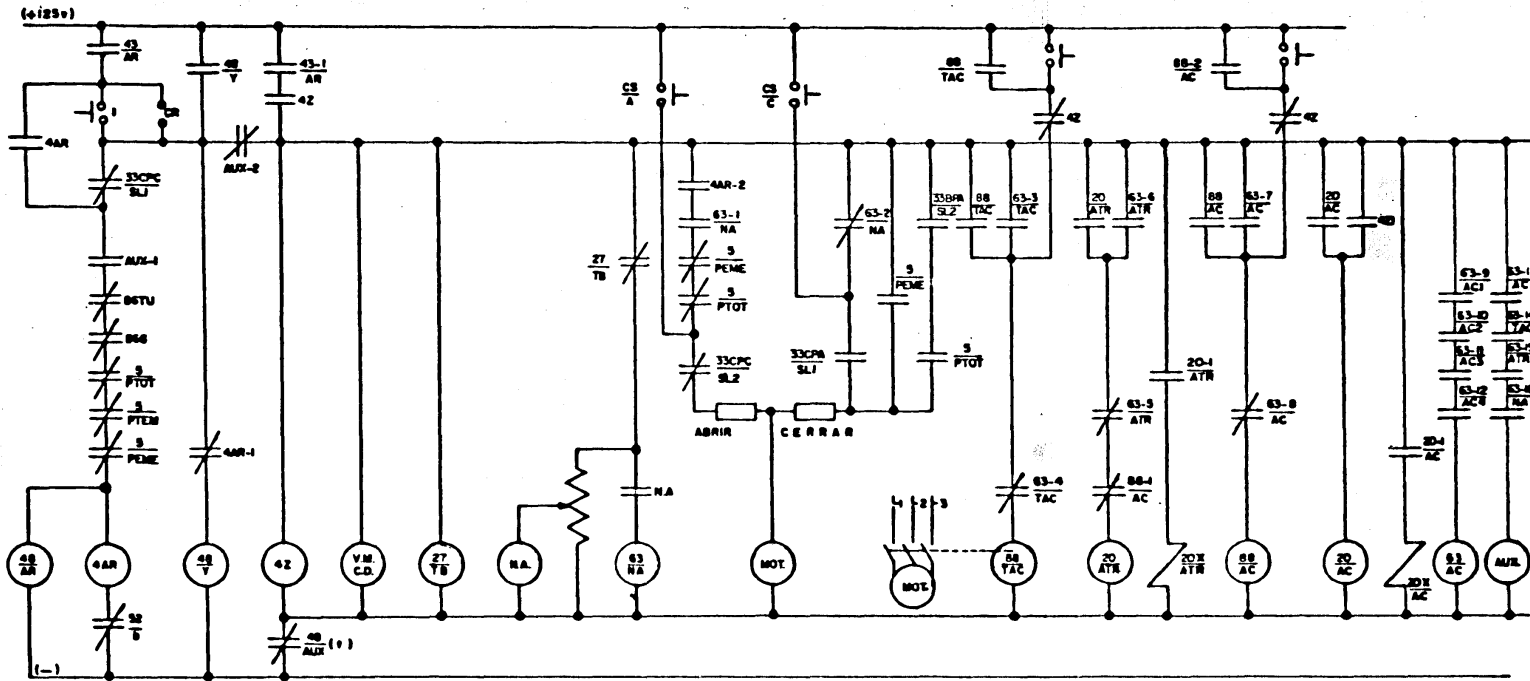 (+125v)
43
AR
48
Y
43-1
AR
4Z
CS
A
CS
C
88
TAC
88-2
AC
4Z
4Z
1
CR
4AR
AUX-2
33CPC
SL1
4AR-2
63-1
NA
63-2
NA
33BPA
SL2
88
TAC
63-3
TAC
20
ATR
63-6
ATR
88
AC
63-7
AC
20
AC
AUX-1
86TU
86G
5
PTOT
5
PTEM
5
PEME
27
TB
5
PEME
5
PTOT
5
PEME
33CPC
SL2
33CPA
SL1
5
PTOT
20-1
ATR
63-9
AC1
63-10
AC2
63-11
AC3
63-12
AC4
ABRIR
CERRAR
63-5
ATR
63-8
AC
4AR-1
N.A
63-4
TAC
88-1
AC
20-1
AC
1
2
3
48
AR
4AR
48
Y
4Z
V.M.
C.D.
27
TB
N.A.
63
NA
MOT.
MOT.
88
TAC
20
ATR
20X
ATR
88
AC
20
AC
20X
AC
63
AC
AUX.
52
b
48
AUX
(+)
(—)